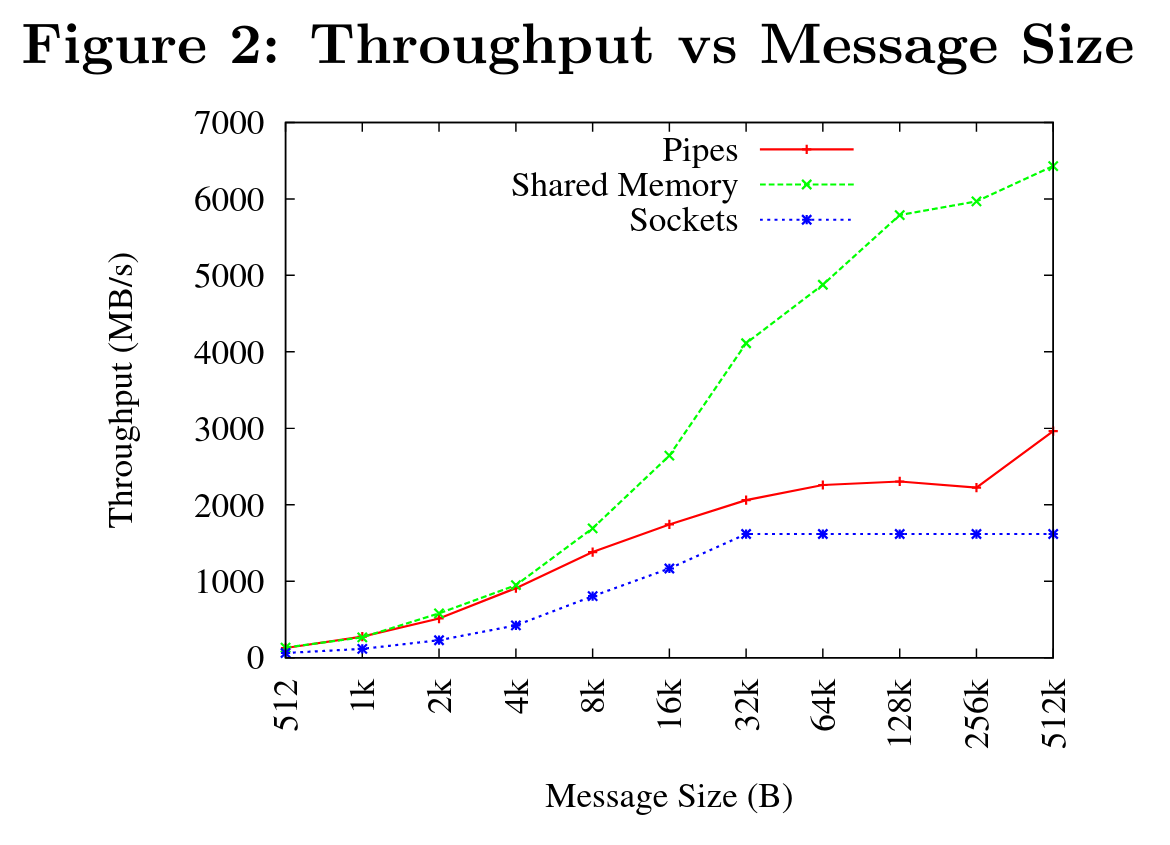 Figure 2: Throughput vs Message Size
7000
6000
5000
4000
3000
2000
1000
0
Throughput (MB/s)
Pipes
Shared Memory
Sockets
512
1k
2k
4k
8k
16k
32k
64k
128k
256k
512k
Message Size (B)